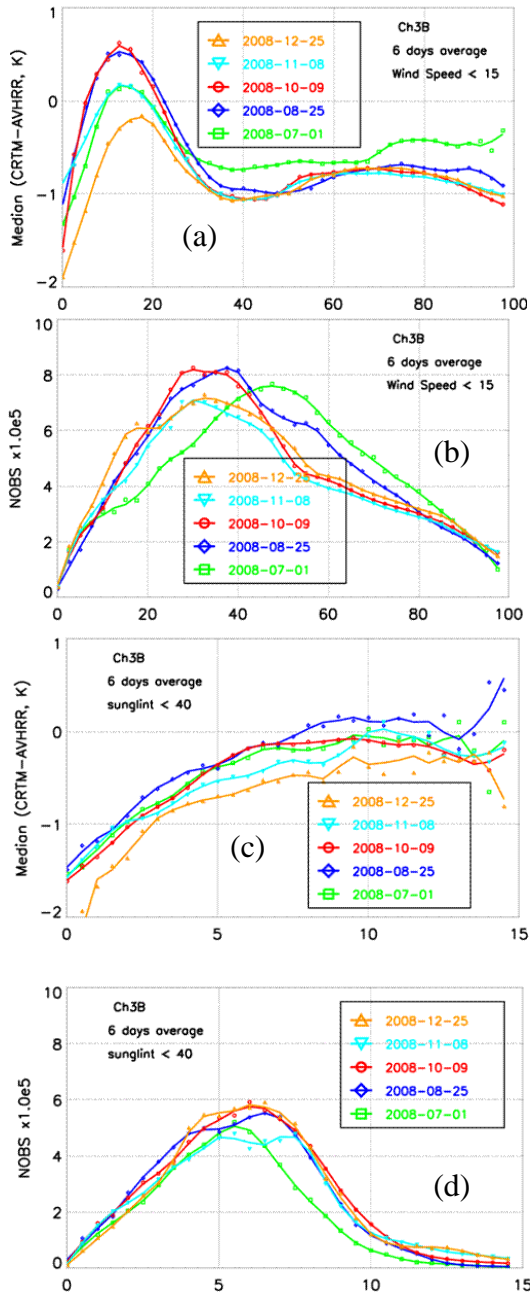 2008-12-25
2008-11-08
2008-10-09
2008-08-25
2008-07-01
Ch3B
6 days average
Wind Speed < 15
Median (CRTM-AVHRR, K)
1
0
-1
-2
(a)
0 20 40 60 80 100
Ch3B
6 days average
Wind Speed < 15
NOBS x1.0e5
10
8
6
4
2
0
(b)
2008-12-25
2008-11-08
2008-10-09
2008-08-25
2008-07-01
0 20 40 60 80 100
Ch3B
6 days average
sunglint < 40
Median (CRTM-AVHRR, K)
1
0
-1
-2
(c)
2008-12-25
2008-11-08
2008-10-09
2008-08-25
2008-07-01
0 5 10 15
Ch3B
6 days average
sunglint < 40
2008-12-25
2008-11-08
2008-10-09
2008-08-25
2008-07-01
NOBS x1.0e5
10
8
6
4
2
0
(d)
0 5 10 15